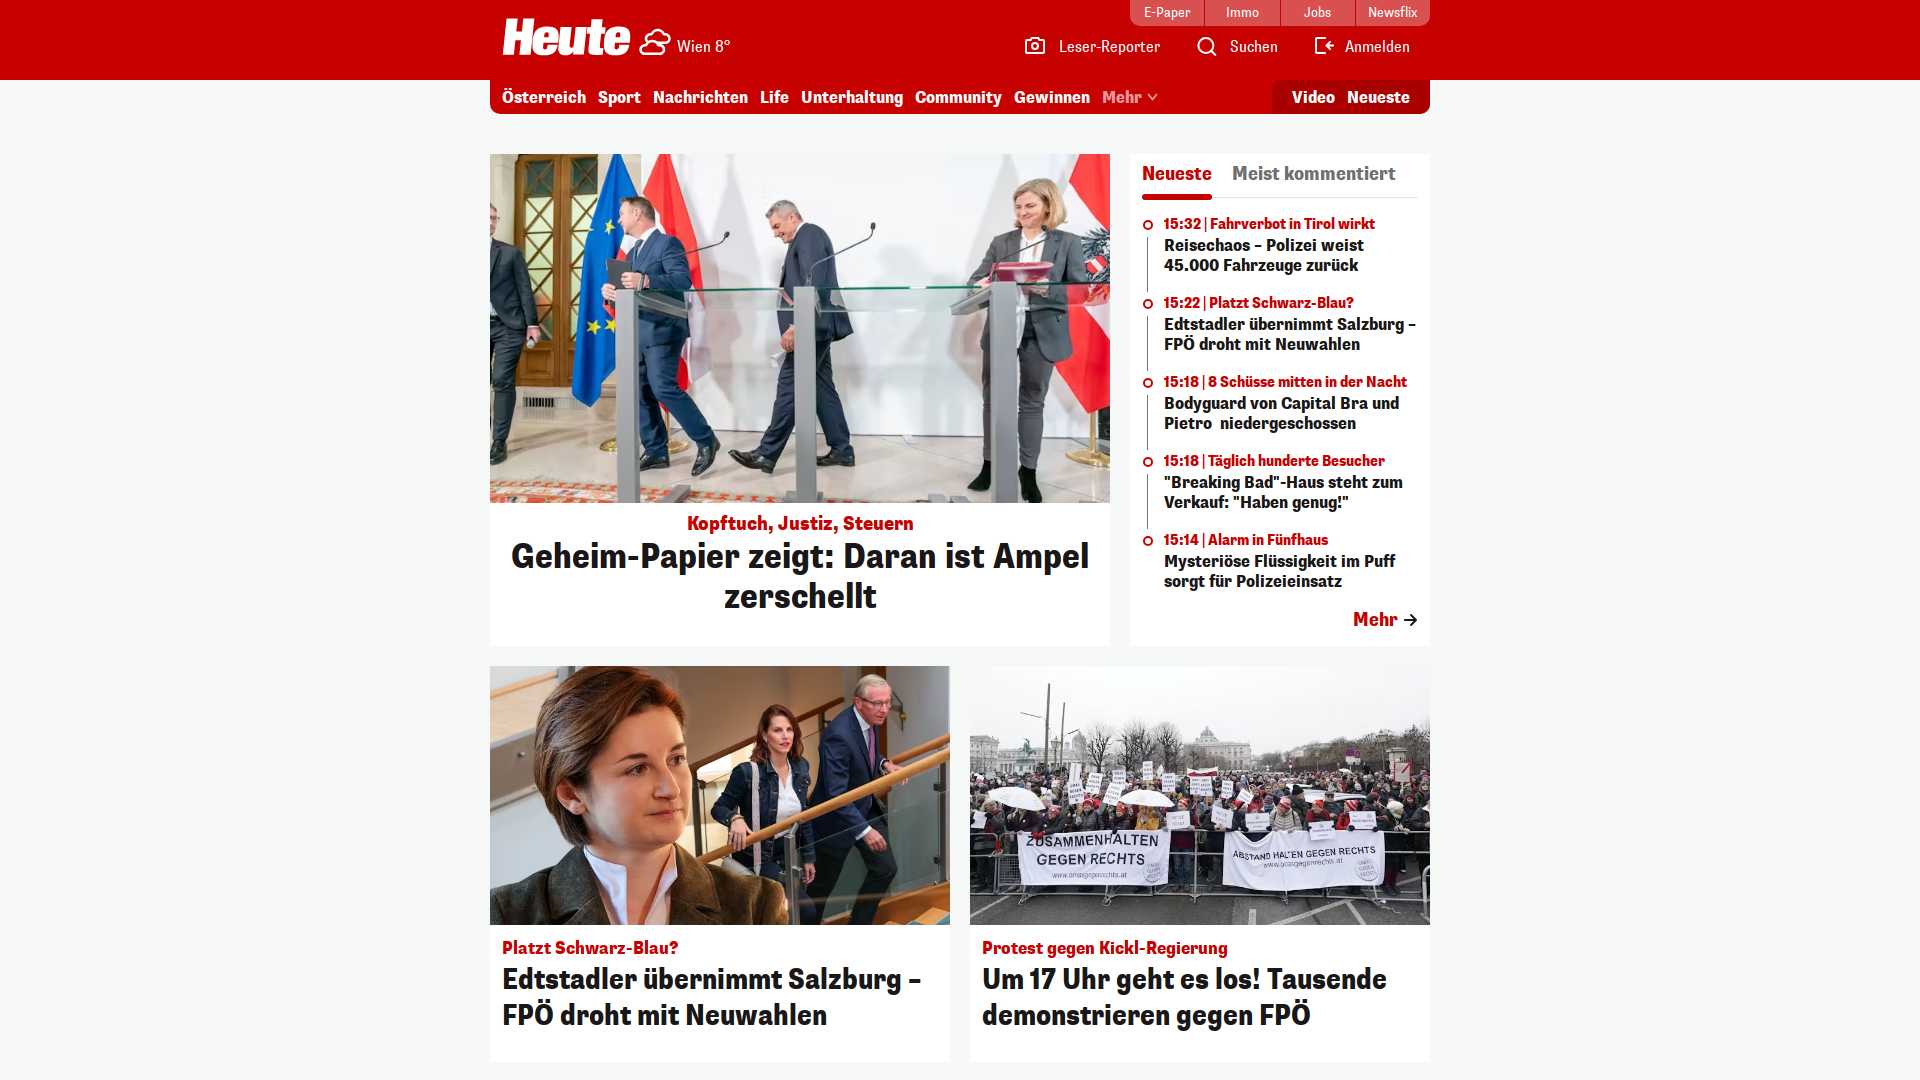 E-Paper
Immo
Jobs
Newsflix
Heute
Wien 8°
Leser-Reporter
Suchen
Anmelden
Österreich
Sport
Nachrichten
Life
Unterhaltung
Community
Gewinnen
Mehr
Video
Neueste
Kopftuch, Justiz, Steuern
Geheim-Papier zeigt: Daran ist Ampel
zerschellt
Neueste
Meist kommentiert
15:32 | Fahrverbot in Tirol wirkt
Reisechaos – Polizei weist
45.000 Fahrzeuge zurück
15:22 | Platzt Schwarz-Blau?
Edtstadler übernimmt Salzburg –
FPÖ droht mit Neuwahlen
15:18 | 8 Schüsse mitten in der Nacht
Bodyguard von Capital Bra und
Pietro niedergeschossen
15:18 | Täglich hunderte Besucher
"Breaking Bad"-Haus steht zum
Verkauf: "Haben genug!"
15:14 | Alarm in Fünfhaus
Mysteriöse Flüssigkeit im Puff
sorgt für Polizeieinsatz
Mehr
Platzt Schwarz-Blau?
Edtstadler übernimmt Salzburg –
FPÖ droht mit Neuwahlen
ZUSAMMENHALTEN
GEGEN RECHTS
www.omasgegenrechts.at
ABSTAND HALTEN GEGEN RECHTS
www.omasgegenrechts.at
Protest gegen Kickl-Regierung
Um 17 Uhr geht es los! Tausende
demonstrieren gegen FPÖ